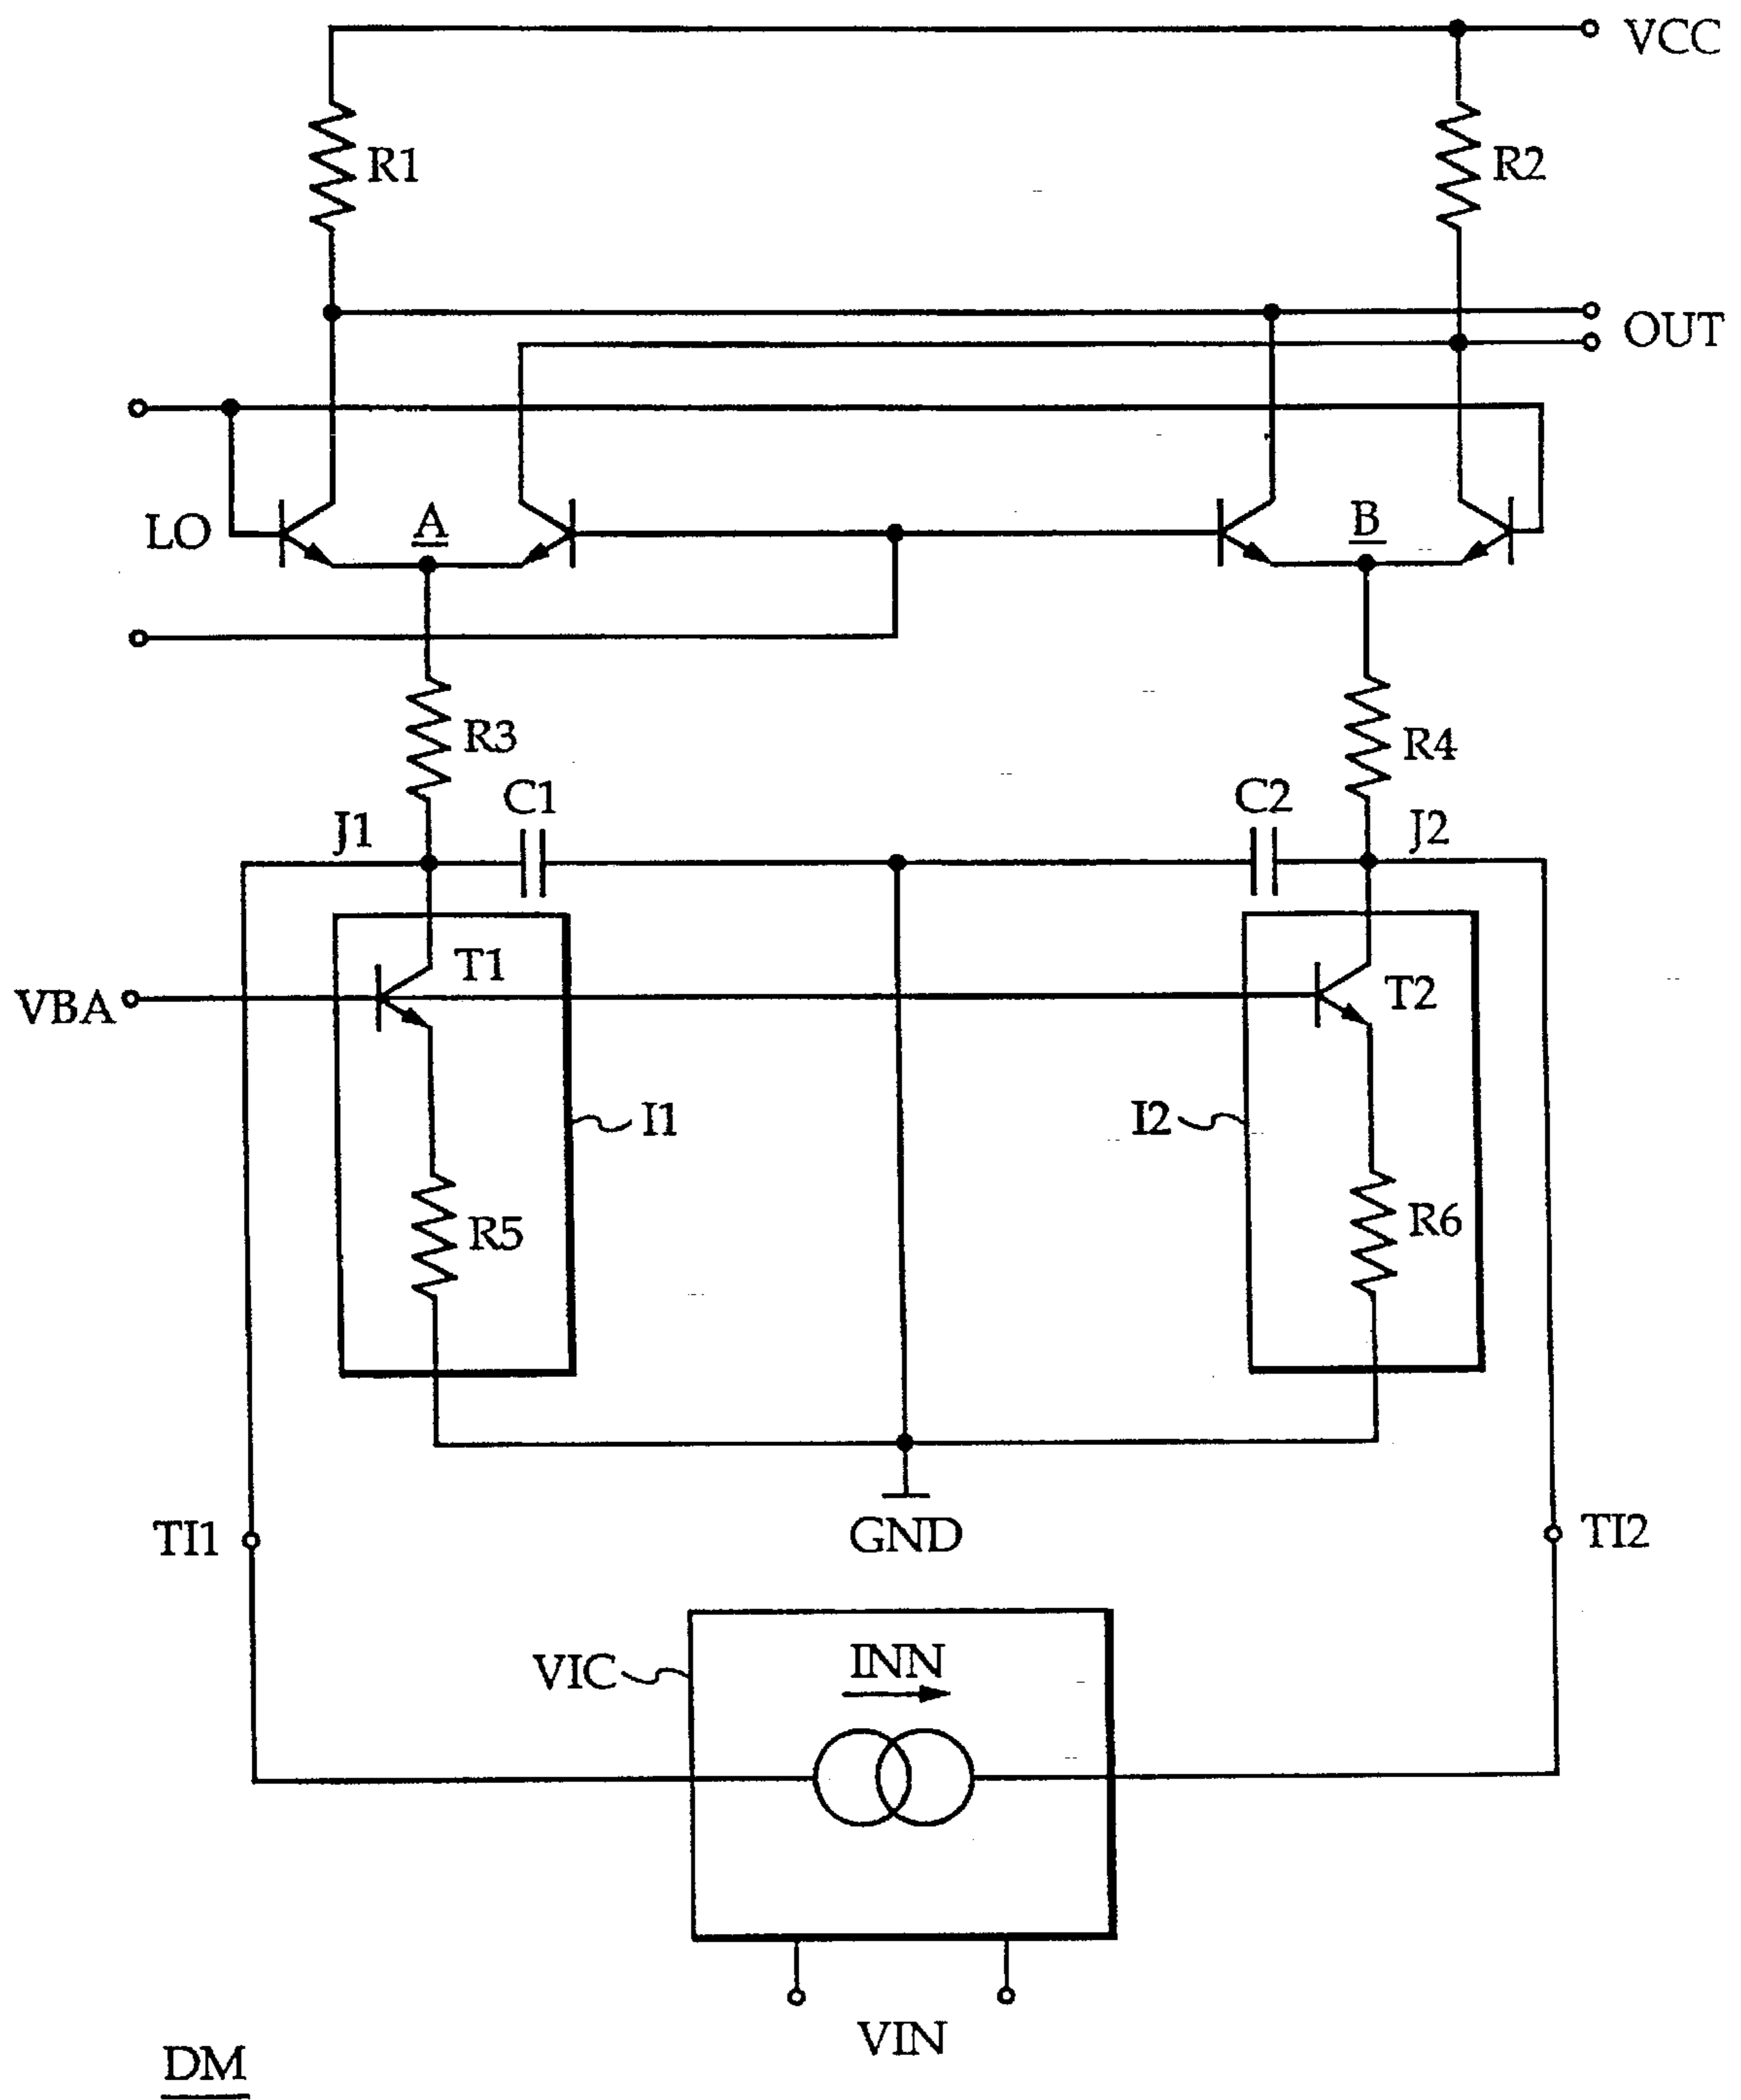 VCC
R1
R2
OUT
LO
A
B
R3
R4
C1
C2
J1
J2
T1
T2
VBA
I1
I2
R5
R6
TI1
GND
TI2
VIC
INN
VIN
DM